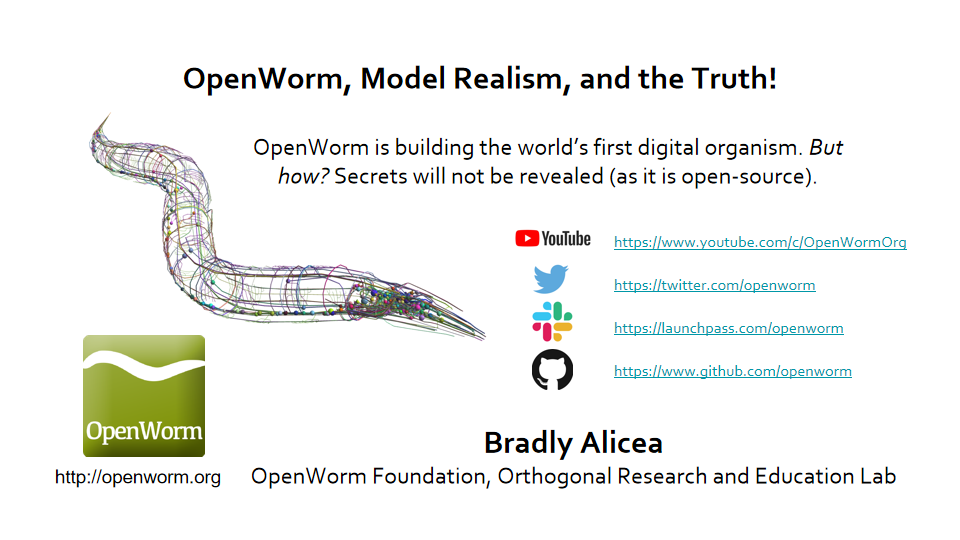 OpenWorm, Model Realism, and the Truth!
OpenWorm is building the world’s first digital organism. But
how? Secrets will not be revealed (as it is open-source).
YouTube
https://www.youtube.com/c/OpenWormOrg
https://twitter.com/openworm
https://launchpass.com/openworm
https://www.github.com/openworm
OpenWorm
http://openworm.org
Bradly Alicea
OpenWorm Foundation, Orthogonal Research and Education Lab